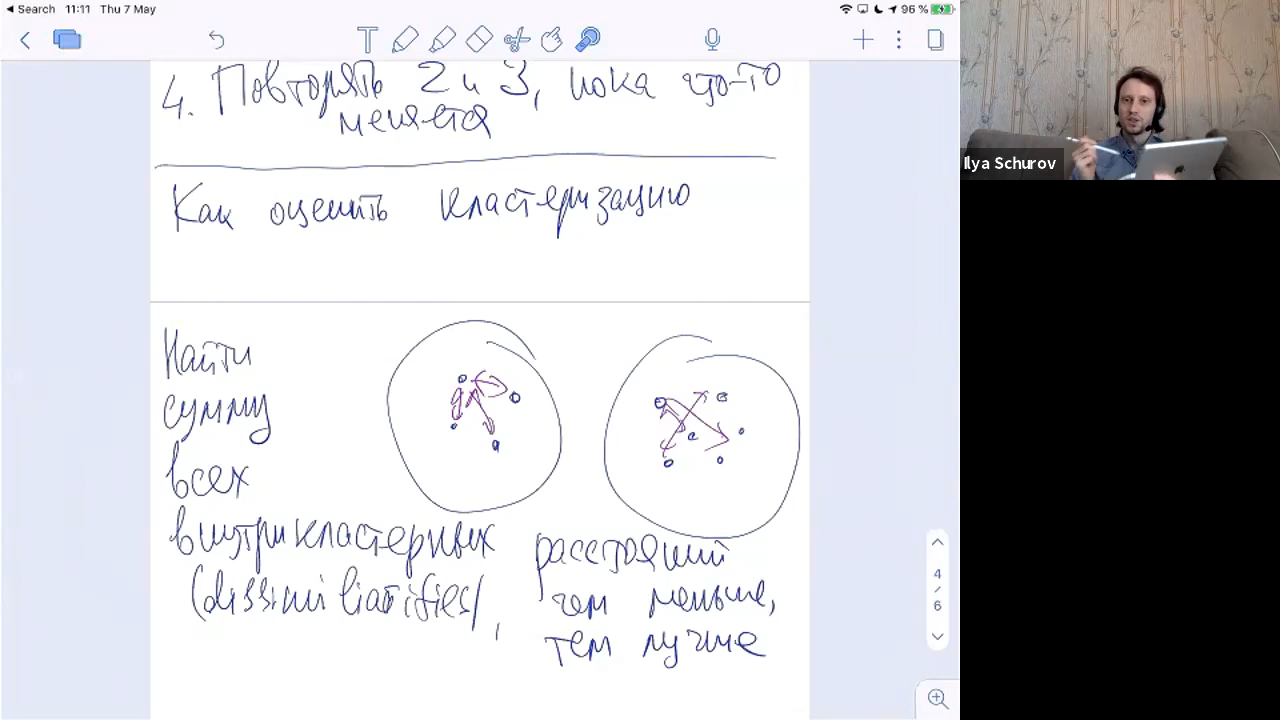 Search 11:11 Thu 7 May 96 %
4. Повторять 2 и 3, пока что-то
меняется
Как оценить кластеризацию
Найти
сумму
всех
внутрикластерных расстояний
(dissimiliatities), чем меньше,
тем лучше
4
/
6
Ilya Schurov